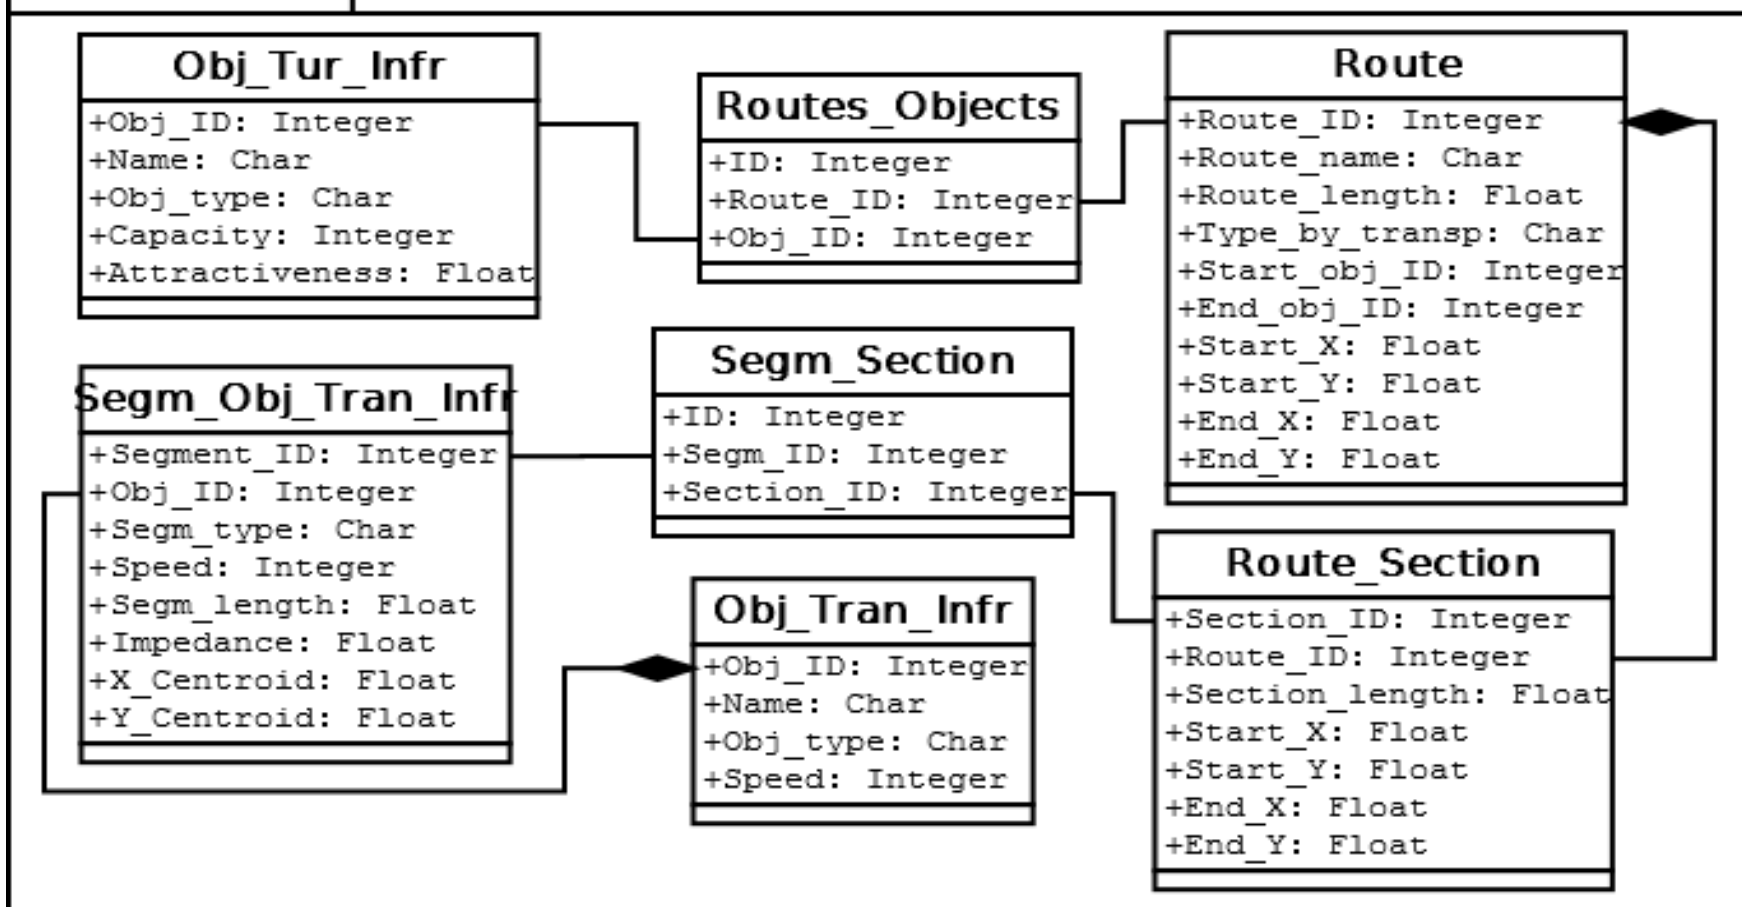 Obj_Tur_Infr
+Obj_ID: Integer
+Name: Char
+Obj_type: Char
+Capacity: Integer
+Attractiveness: Float
Routes_Objects
+ID: Integer
+Route_ID: Integer
+Obj_ID: Integer
Route
+Route_ID: Integer
+Route_name: Char
+Route_length: Float
+Type_by_transp: Char
+Start_obj_ID: Integer
+End_obj_ID: Integer
+Start_X: Float
+Start_Y: Float
+End_X: Float
+End_Y: Float
Segm_Obj_Tran_Infr
+Segment_ID: Integer
+Obj_ID: Integer
+Segm_type: Char
+Speed: Integer
+Segm_length: Float
+Impedance: Float
+X_Centroid: Float
+Y_Centroid: Float
Segm_Section
+ID: Integer
+Segm_ID: Integer
+Section_ID: Integer
Obj_Tran_Infr
+Obj_ID: Integer
+Name: Char
+Obj_type: Char
+Speed: Integer
Route_Section
+Section_ID: Integer
+Route_ID: Integer
+Section_length: Float
+Start_X: Float
+Start_Y: Float
+End_X: Float
+End_Y: Float